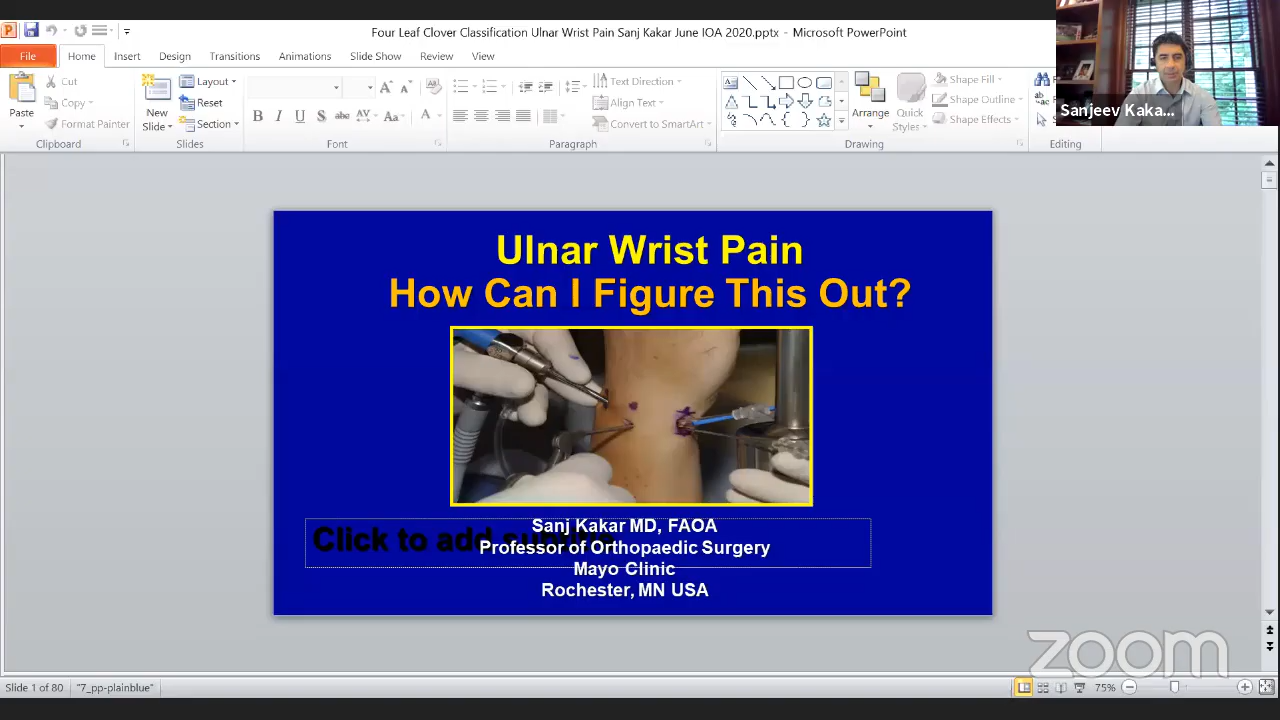 Four Leaf Clover Classification Ulnar Wrist Pain Sanj Kakar June IOA 2020.pptx - Microsoft PowerPoint
File Home Insert Design Transitions Animations Slide Show Review View
Paste
Cut
Copy
Format Painter
Clipboard
New Slide
Layout
Reset
Section
Slides
B I U S abc AV Aa A
Font
Text Direction
Align Text
Convert to SmartArt
Paragraph
Arrange
Quick Styles
Shape Fill
Shape Outline
Shape Effects
Drawing
Editing
Sanjeev Kaka...
Ulnar Wrist Pain
How Can I Figure This Out?
Click to add
Sanj Kakar MD, FAOA
Professor of Orthopaedic Surgery
Mayo Clinic
Rochester, MN USA
zoom
Slide 1 of 80 "7_pp-plainblue" 75%